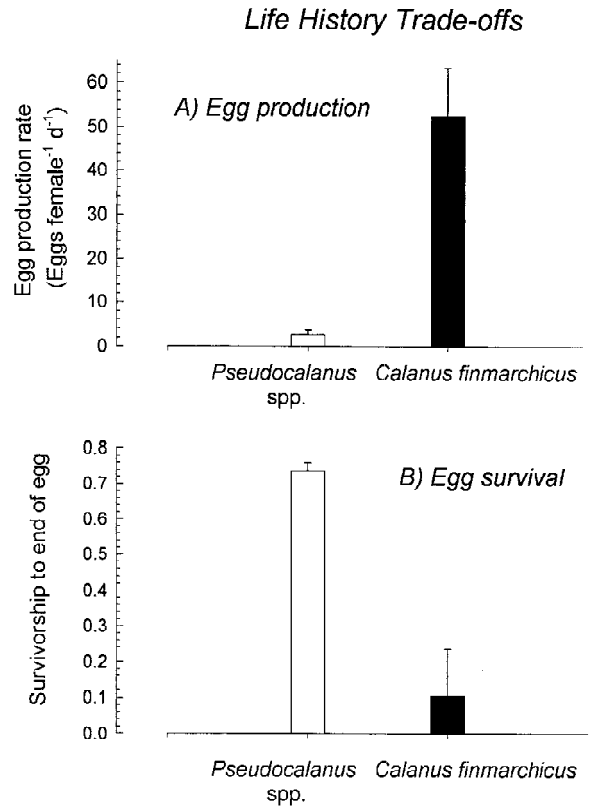 Life History Trade-offs
A) Egg production
Egg production rate
(Eggs female⁻¹ d⁻¹)
60
50
40
30
20
10
0
Pseudocalanus
spp.
Calanus finmarchicus
B) Egg survival
Survivorship to end of egg
0.8
0.7
0.6
0.5
0.4
0.3
0.2
0.1
0.0
Pseudocalanus
spp.
Calanus finmarchicus